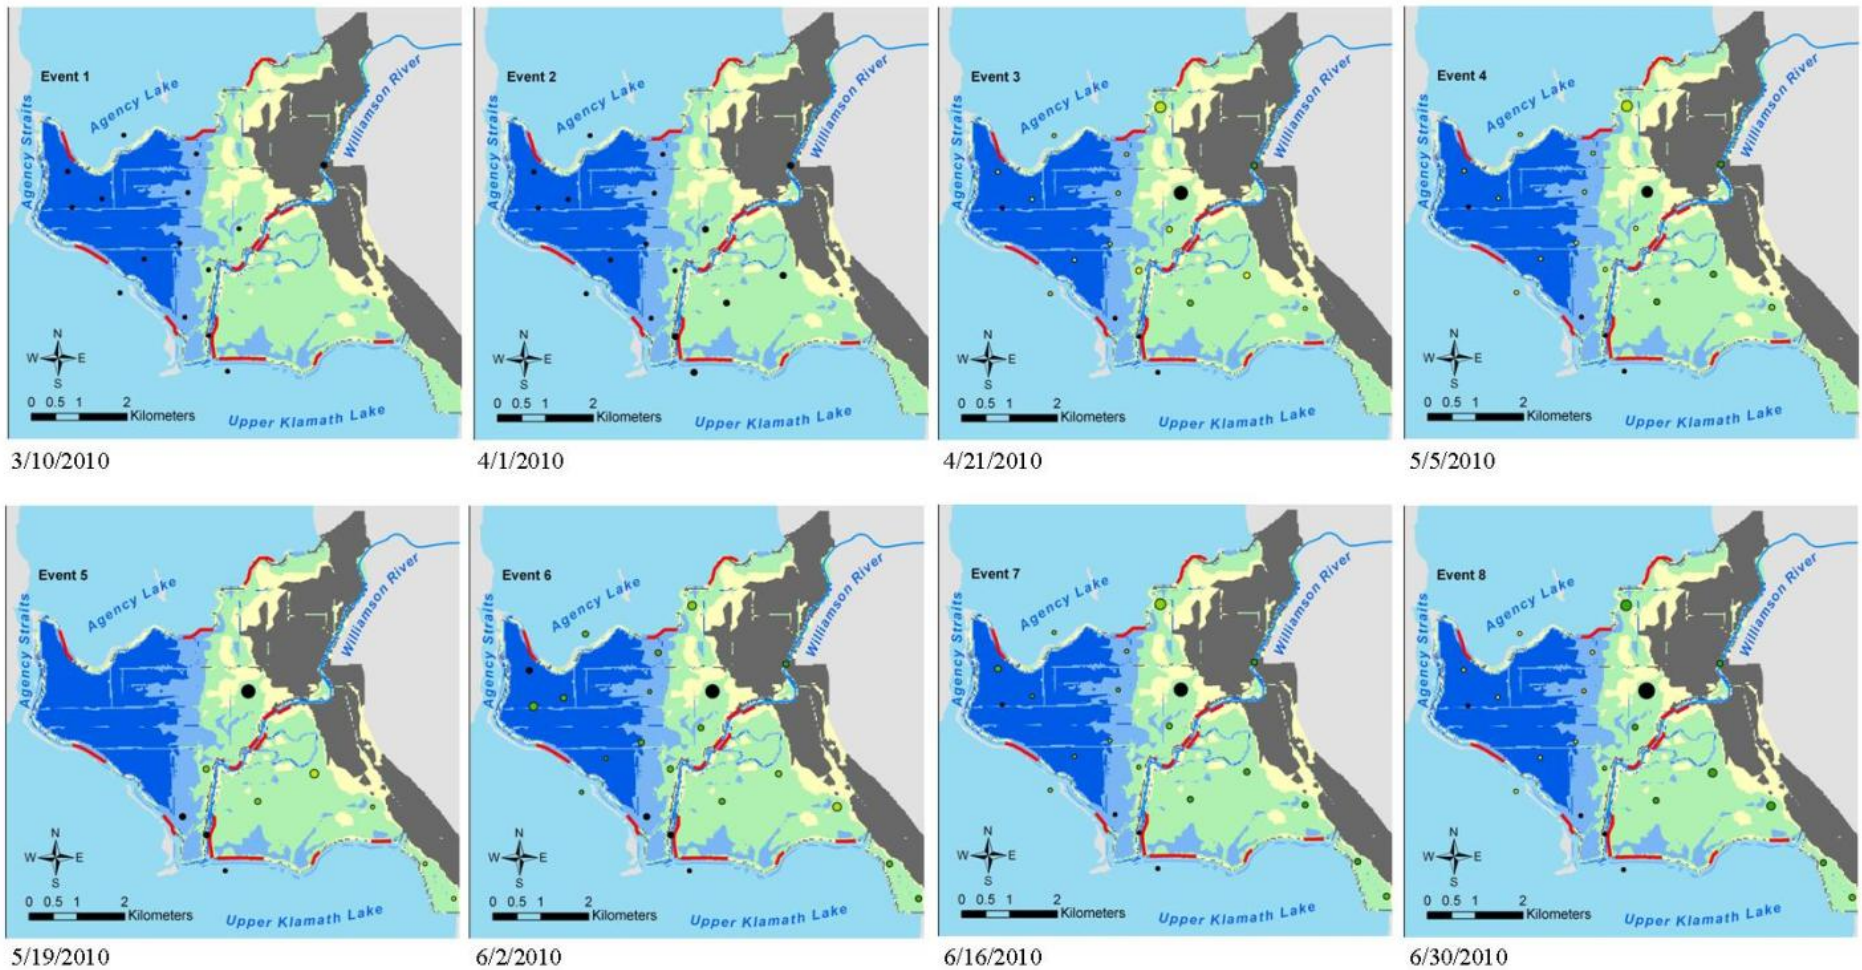 Event 1
Agency Straits
Agency Lake
Williamson River
N
W E
S
0 0.5 1 2
Kilometers
Upper Klamath Lake
3/10/2010
Event 2
Agency Straits
Agency Lake
Williamson River
N
W E
S
0 0.5 1 2
Kilometers
Upper Klamath Lake
4/1/2010
Event 3
Agency Straits
Agency Lake
Williamson River
N
W E
S
0 0.5 1 2
Kilometers
Upper Klamath Lake
4/21/2010
Event 4
Agency Straits
Agency Lake
Williamson River
N
W E
S
0 0.5 1 2
Kilometers
Upper Klamath Lake
5/5/2010
Event 5
Agency Straits
Agency Lake
Williamson River
N
W E
S
0 0.5 1 2
Kilometers
Upper Klamath Lake
5/19/2010
Event 6
Agency Straits
Agency Lake
Williamson River
N
W E
S
0 0.5 1 2
Kilometers
Upper Klamath Lake
6/2/2010
Event 7
Agency Straits
Agency Lake
Williamson River
N
W E
S
0 0.5 1 2
Kilometers
Upper Klamath Lake
6/16/2010
Event 8
Agency Straits
Agency Lake
Williamson River
N
W E
S
0 0.5 1 2
Kilometers
Upper Klamath Lake
6/30/2010